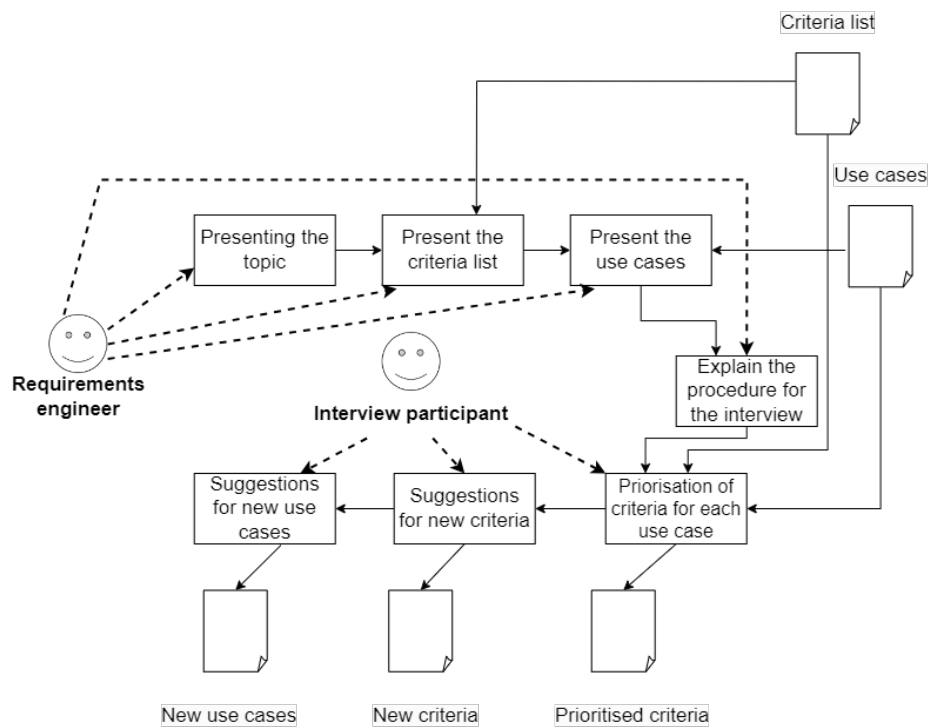 Criteria list
Use cases
Presenting the
topic
Present the
criteria list
Present the
use cases
Requirements
engineer
Interview participant
Explain the
procedure for
the interview
Suggestions
for new use
cases
Suggestions
for new criteria
Priorisation of
criteria for each
use case
New use cases
New criteria
Prioritised criteria